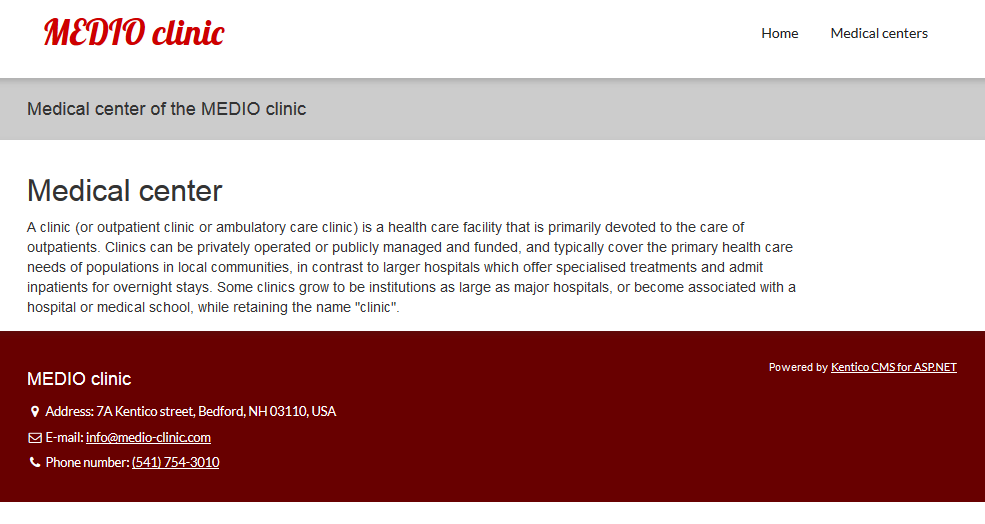 MEDIO clinic
Home
Medical centers
Medical center of the MEDIO clinic
Medical center
A clinic (or outpatient clinic or ambulatory care clinic) is a health care facility that is primarily devoted to the care of
outpatients. Clinics can be privately operated or publicly managed and funded, and typically cover the primary health care
needs of populations in local communities, in contrast to larger hospitals which offer specialised treatments and admit
inpatients for overnight stays. Some clinics grow to be institutions as large as major hospitals, or become associated with a
hospital or medical school, while retaining the name "clinic".
Powered by Kentico CMS for ASP.NET
MEDIO clinic
Address: 7A Kentico street, Bedford, NH 03110, USA
E-mail: info@medio-clinic.com
Phone number: (541) 754-3010